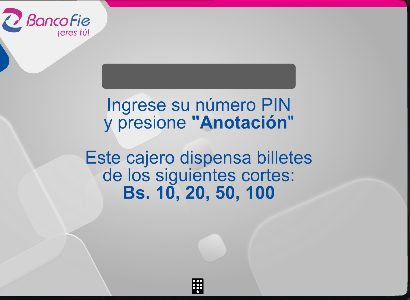 BancoFie
¡eres tú!
Ingrese su número PIN
y presione "Anotación"
Este cajero dispensa billetes
de los siguientes cortes:
Bs. 10, 20, 50, 100